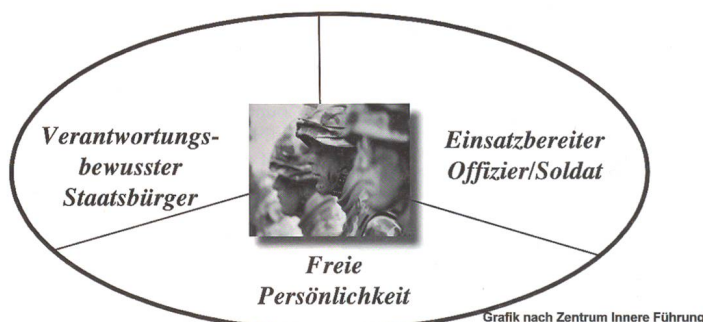 Verantwortungs-
bewusster
Staatsbürger
Einsatzbereiter
Offizier/Soldat
Freie
Persönlichkeit
Grafik nach Zentrum Innere Führung